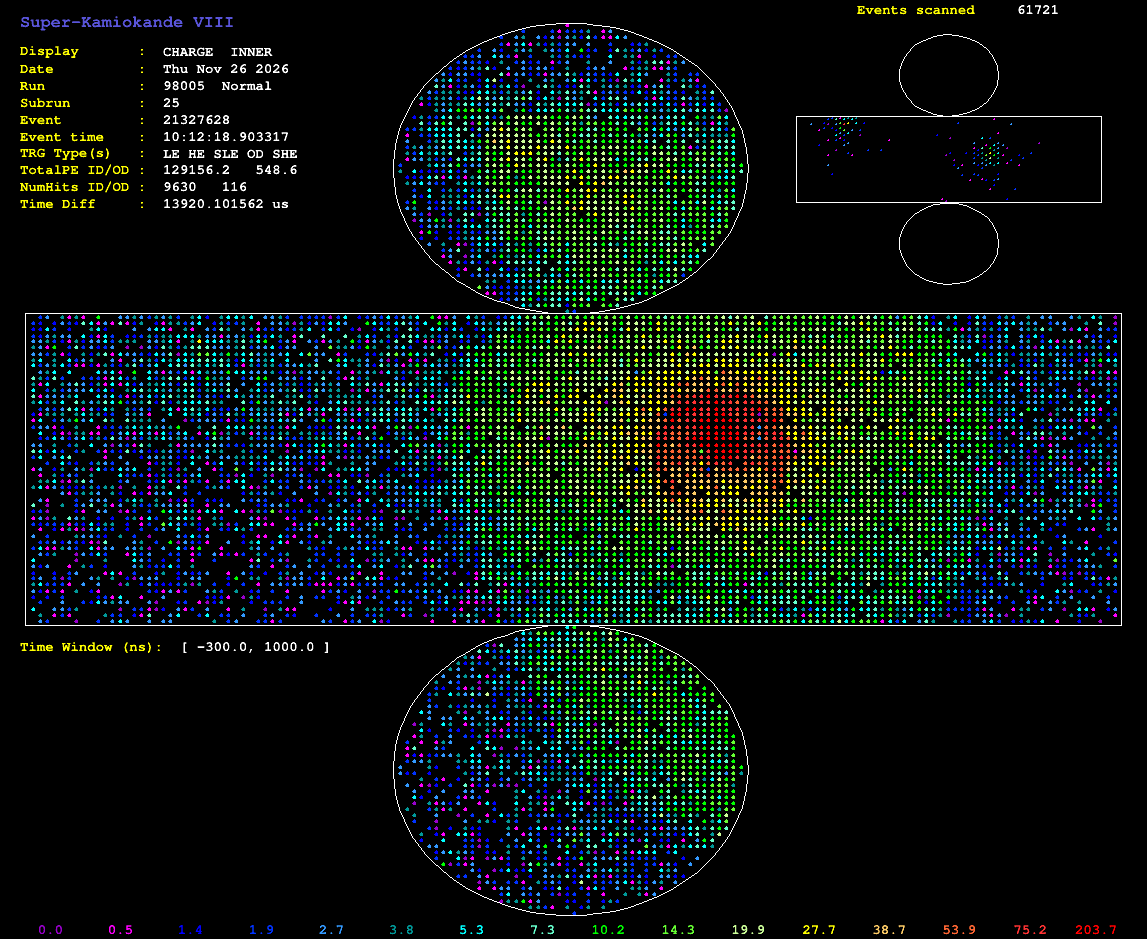 Super-Kamiokande VIII
Display : CHARGE INNER
Date : Thu Nov 26 2026
Run : 98005 Normal
Subrun : 25
Event : 21327628
Event time : 10:12:18.903317
TRG Type(s) : LE HE SLE OD SHE
TotalPE ID/OD : 129156.2 548.6
NumHits ID/OD : 9630 116
Time Diff : 13920.101562 us
Events scanned 61721
Time Window (ns): [ -300.0, 1000.0 ]
0.0 0.5 1.4 1.9 2.7 3.8 5.3 7.3 10.2 14.3 19.9 27.7 38.7 53.9 75.2 203.7